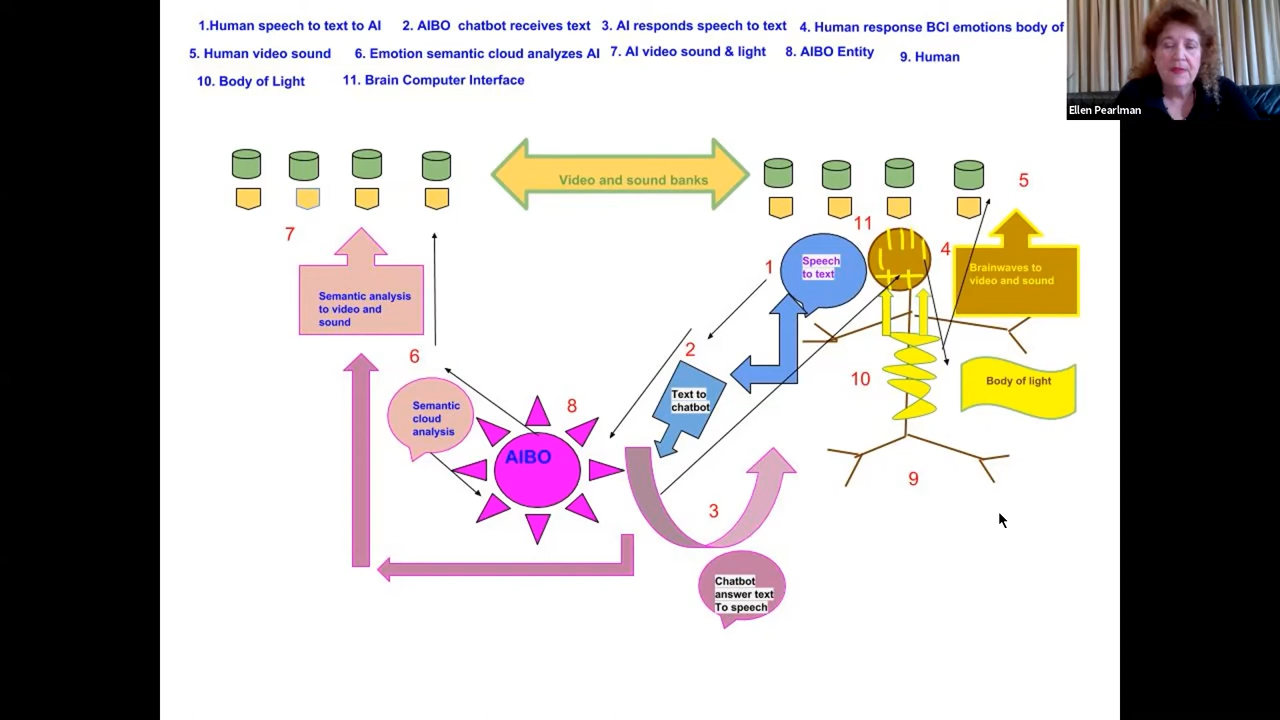 1.Human speech to text to AI 2. AIBO chatbot receives text 3. AI responds speech to text 4. Human response BCI emotions body of
5. Human video sound 6. Emotion semantic cloud analyzes AI 7. AI video sound & light 8. AIBO Entity 9. Human
10. Body of Light 11. Brain Computer Interface
Ellen Pearlman
Video and sound banks
5
7
11
4
1
Speech
to text
Brainwaves to
video and sound
Semantic analysis
to video and
sound
6
2
10
Body of light
Text to
chatbot
8
Semantic
cloud
analysis
AIBO
9
3
Chatbot
answer text
To speech